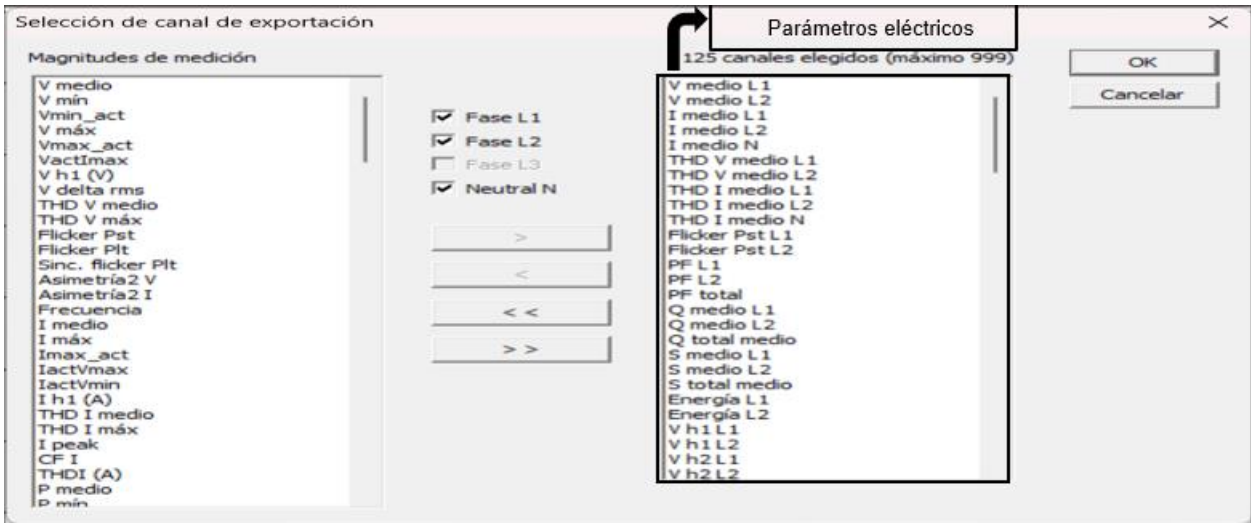 Selección de canal de exportación
Parámetros eléctricos
Magnitudes de medición
V medio
V mín
Vmin_act
V máx
Vmax_act
VactImax
V h1 (V)
V delta rms
THD V medio
THD V máx
Flicker Pst
Flicker Plt
Sinc. flicker Plt
Asimetría2 V
Asimetría2 I
Frecuencia
I medio
I máx
Imax_act
IactVmax
IactVmin
I h1 (A)
THD I medio
THD I máx
I peak
CF I
THDI (A)
P medio
P mín
Fase L1
Fase L2
Fase L3
Neutral N
>
<
< <
> >
125 canales elegidos (máximo 999)
V medio L1
V medio L2
I medio L1
I medio L2
I medio N
THD V medio L1
THD V medio L2
THD I medio L1
THD I medio L2
THD I medio N
Flicker Pst L1
Flicker Pst L2
PF L1
PF L2
PF total
Q medio L1
Q medio L2
Q total medio
S medio L1
S medio L2
S total medio
Energía L1
Energía L2
V h1 L1
V h1 L2
V h2 L1
V h2 L2
OK
Cancelar